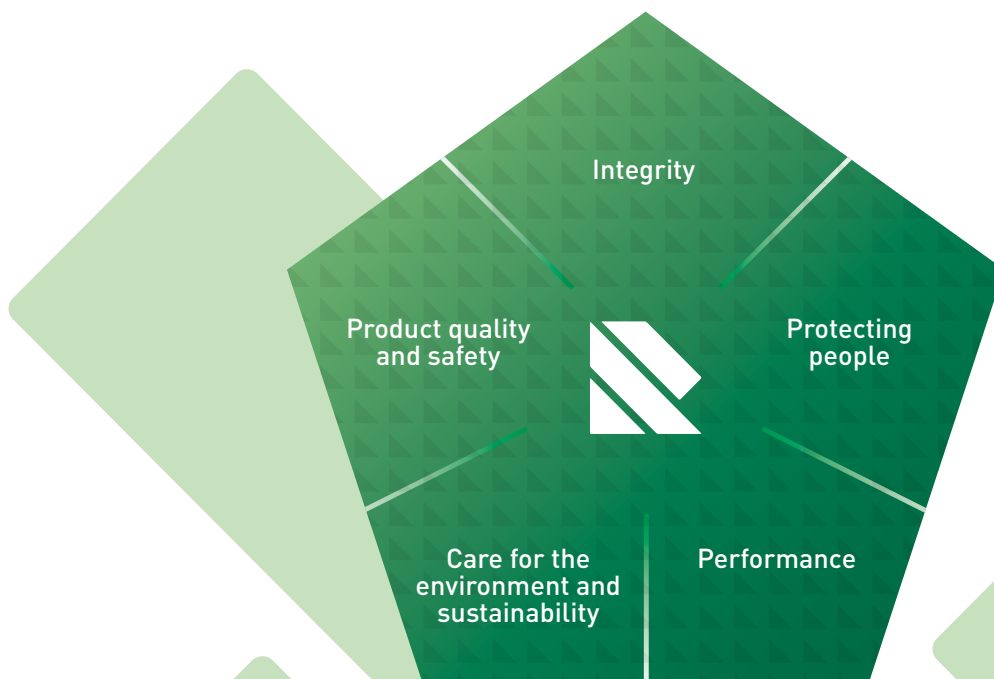 Integrity
Product quality
and safety
Protecting
people
Care for the
environment and
sustainability
Performance